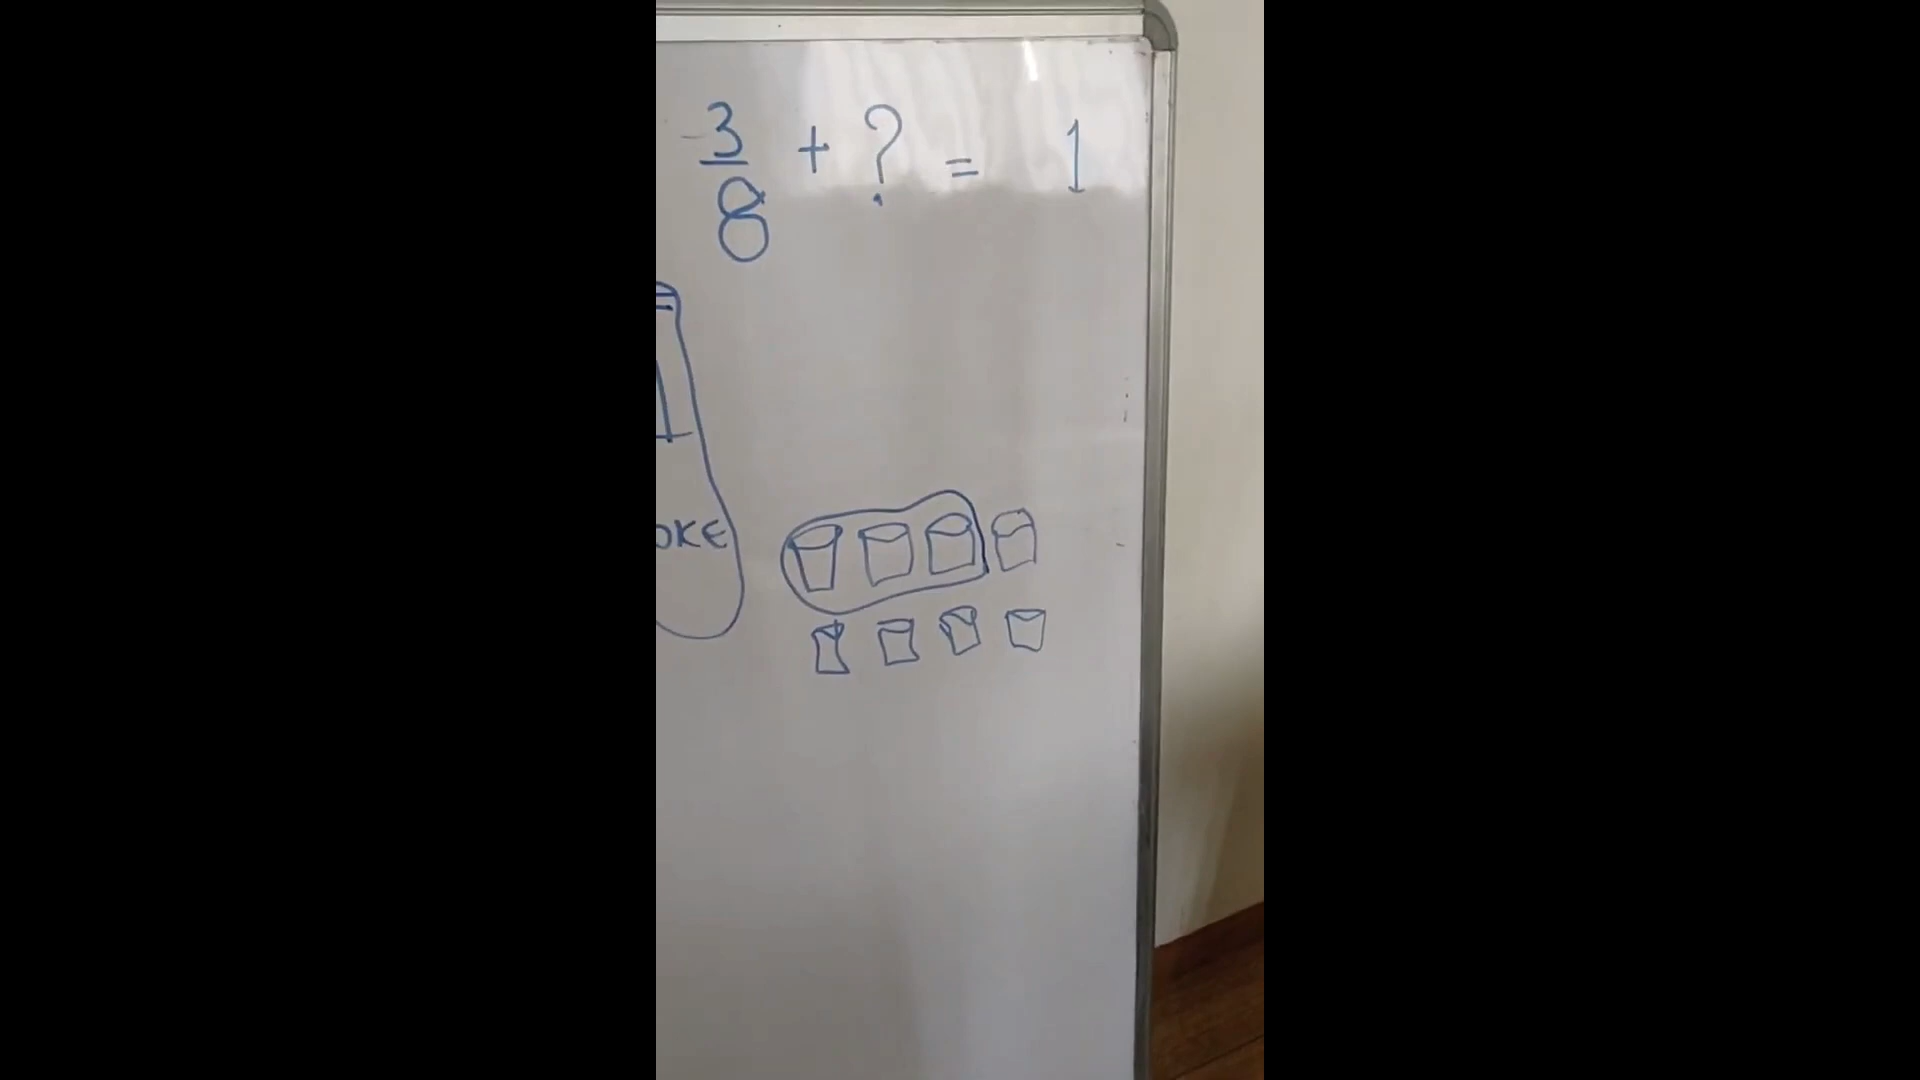 3/8 + ? = 1
OKE